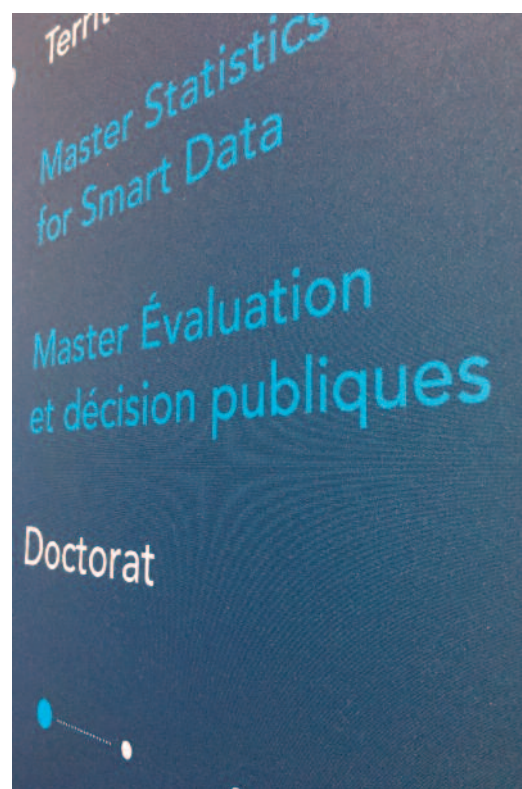 Master Statistics
for Smart Data
Master Évaluation
et décision publiques
Doctorat